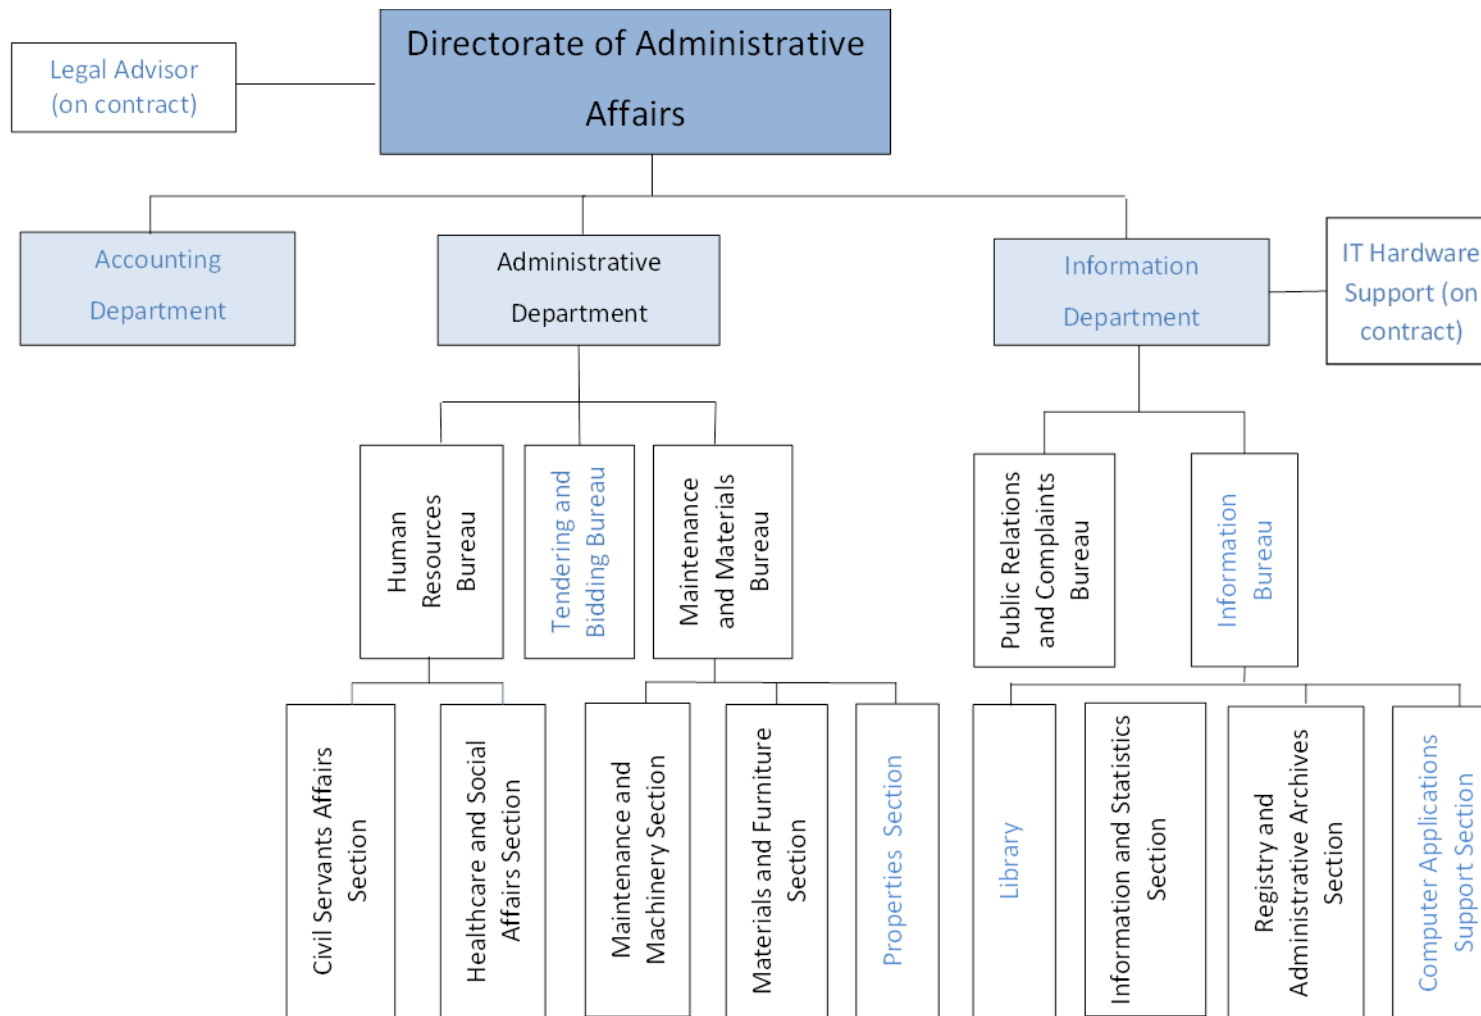 Directorate of Administrative
Affairs
Legal Advisor
(on contract)
Accounting
Department
Administrative
Department
Information
Department
IT Hardware
Support (on
contract)
Human
Resources
Bureau
Tendering and
Bidding Bureau
Maintenance
and Materials
Bureau
Public Relations
and Complaints
Bureau
Information
Bureau
Civil Servants Affairs
Section
Healthcare and Social
Affairs Section
Maintenance and
Machinery Section
Materials and Furniture
Section
Properties Section
Library
Information and Statistics
Section
Registry and
Administrative Archives
Section
Computer Applications
Support Section